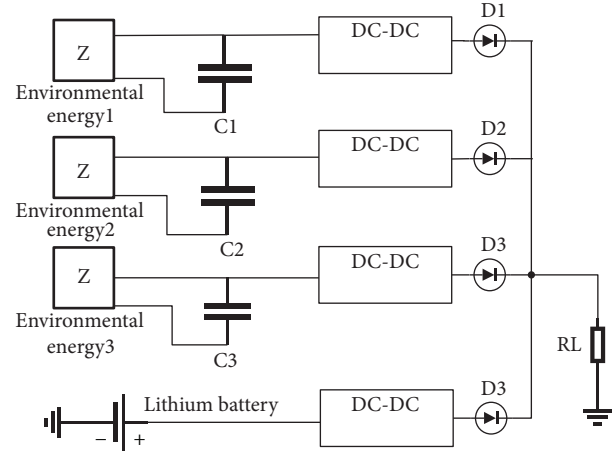 D1
Z
DC-DC
Environmental
energy1
C1
D2
Z
DC-DC
Environmental
energy2
C2
D3
Z
DC-DC
Environmental
energy3
C3
RL
D3
Lithium battery
DC-DC
− +